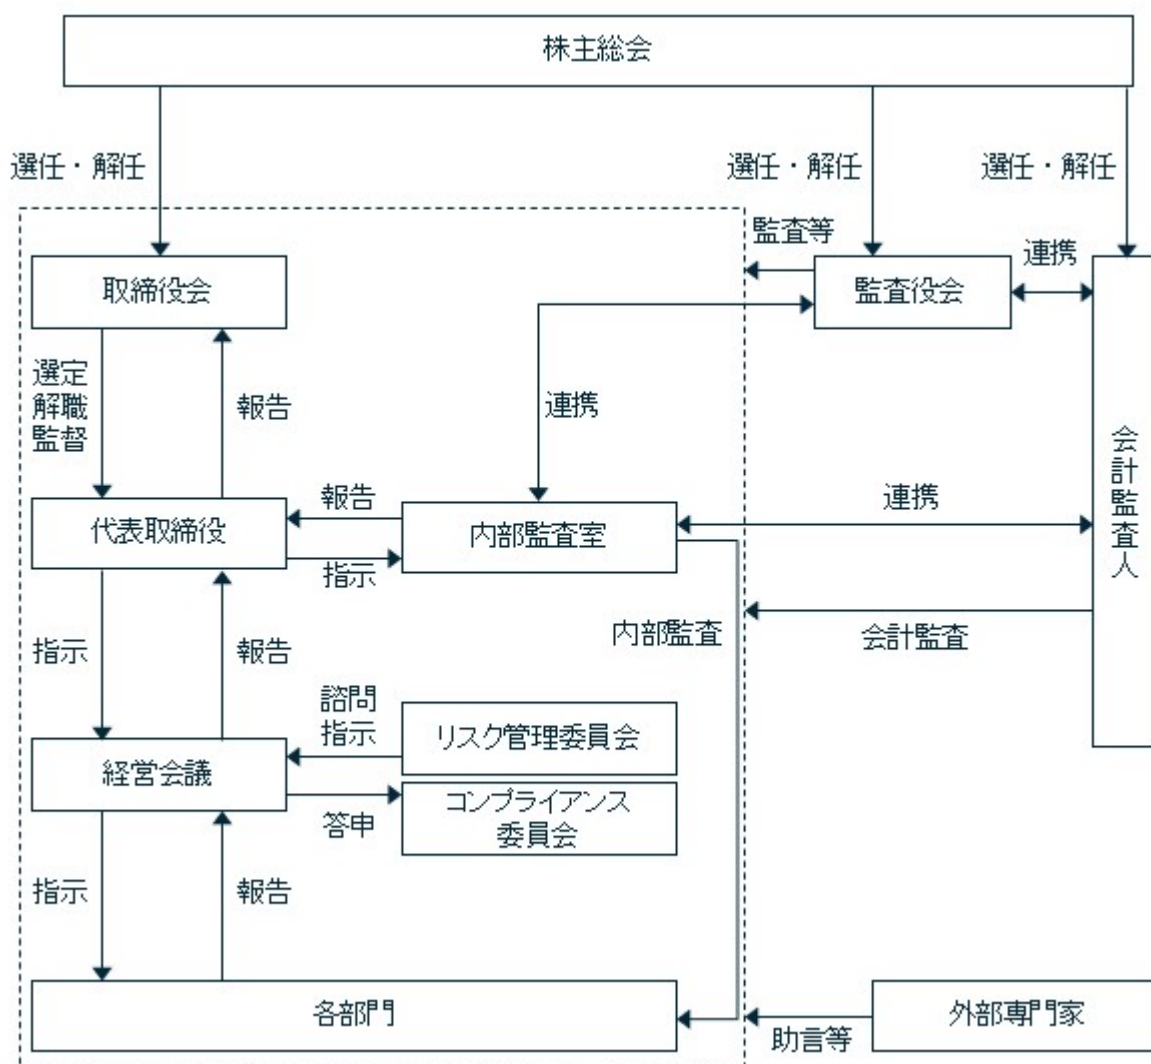 株主総会
選任・解任
選任・解任
選任・解任
監査等
連携
取締役会
監査役会
選定
解職
監督
報告
連携
会計監査人
報告
連携
代表取締役
内部監査室
指示
内部監査
会計監査
指示
報告
諮問
指示
リスク管理委員会
経営会議
コンプライアンス
委員会
答申
指示
報告
各部門
外部専門家
助言等